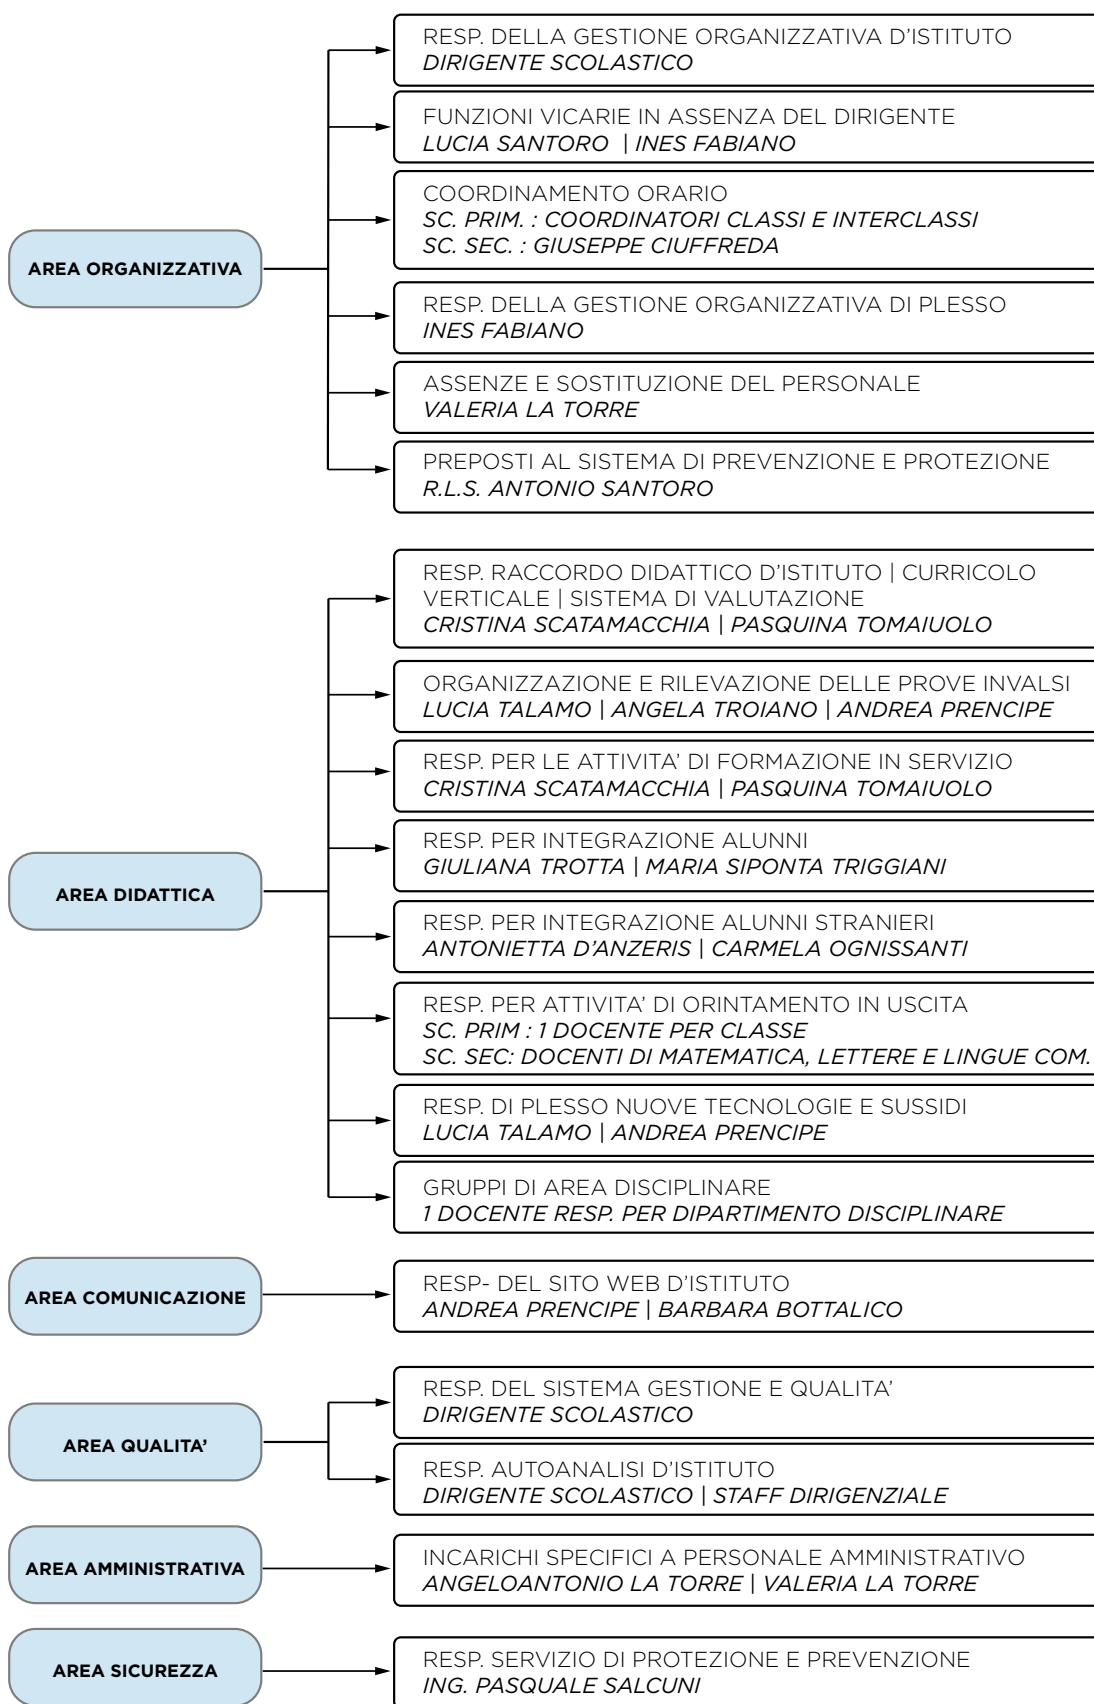 RESP. DELLA GESTIONE ORGANIZZATIVA D'ISTITUTO
DIRIGENTE SCOLASTICO
FUNZIONI VICARIE IN ASSENZA DEL DIRIGENTE
LUCIA SANTORO | INES FABIANO
COORDINAMENTO ORARIO
SC. PRIM. : COORDINATORI CLASSI E INTERCLASSI
SC. SEC. : GIUSEPPE CIUFFREDA
AREA ORGANIZZATIVA
RESP. DELLA GESTIONE ORGANIZZATIVA DI PLESSO
INES FABIANO
ASSENZE E SOSTITUZIONE DEL PERSONALE
VALERIA LA TORRE
PREPOSTI AL SISTEMA DI PREVENZIONE E PROTEZIONE
R.L.S. ANTONIO SANTORO
RESP. RACCORDO DIDATTICO D'ISTITUTO | CURRICOLO
VERTICALE | SISTEMA DI VALUTAZIONE
CRISTINA SCATAMACCHIA | PASQUINA TOMAIUOLO
ORGANIZZAZIONE E RILEVAZIONE DELLE PROVE INVALSI
LUCIA TALAMO | ANGELA TROIANO | ANDREA PRENCIPE
RESP. PER LE ATTIVITA' DI FORMAZIONE IN SERVIZIO
CRISTINA SCATAMACCHIA | PASQUINA TOMAIUOLO
RESP. PER INTEGRAZIONE ALUNNI
GIULIANA TROTTA | MARIA SIPONTA TRIGGIANI
AREA DIDATTICA
RESP. PER INTEGRAZIONE ALUNNI STRANIERI
ANTONIETTA D'ANZERIS | CARMELA OGNISSANTI
RESP. PER ATTIVITA' DI ORINTAMENTO IN USCITA
SC. PRIM : 1 DOCENTE PER CLASSE
SC. SEC: DOCENTI DI MATEMATICA, LETTERE E LINGUE COM.
RESP. DI PLESSO NUOVE TECNOLOGIE E SUSSIDI
LUCIA TALAMO | ANDREA PRENCIPE
GRUPPI DI AREA DISCIPLINARE
1 DOCENTE RESP. PER DIPARTIMENTO DISCIPLINARE
AREA COMUNICAZIONE
RESP- DEL SITO WEB D'ISTITUTO
ANDREA PRENCIPE | BARBARA BOTTALICO
RESP. DEL SISTEMA GESTIONE E QUALITA'
DIRIGENTE SCOLASTICO
AREA QUALITA'
RESP. AUTOANALISI D'ISTITUTO
DIRIGENTE SCOLASTICO | STAFF DIRIGENZIALE
AREA AMMINISTRATIVA
INCARICHI SPECIFICI A PERSONALE AMMINISTRATIVO
ANGELOANTONIO LA TORRE | VALERIA LA TORRE
AREA SICUREZZA
RESP. SERVIZIO DI PROTEZIONE E PREVENZIONE
ING. PASQUALE SALCUNI